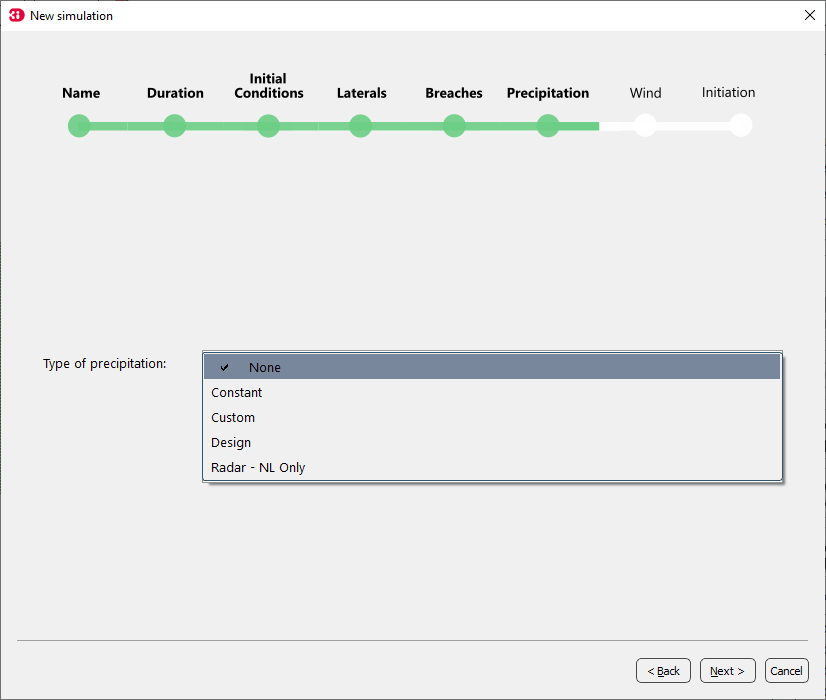 3i New simulation
Name Duration Initial Conditions Laterals Breaches Precipitation Wind Initiation
Type of precipitation:
None
Constant
Custom
Design
Radar - NL Only
< Back Next > Cancel